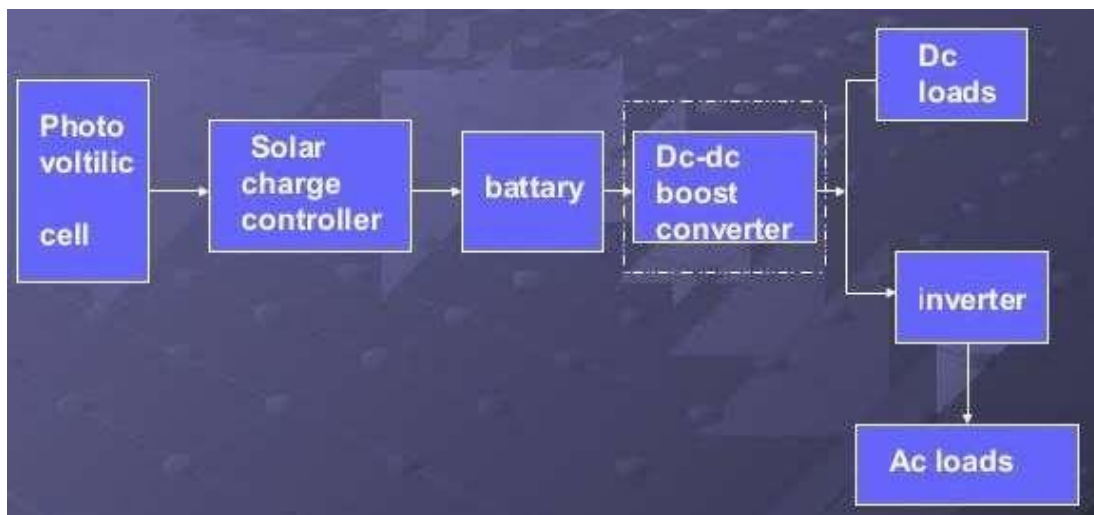 Photo
voltilic
cell
Solar
charge
controller
battary
Dc-dc
boost
converter
Dc
loads
inverter
Ac loads